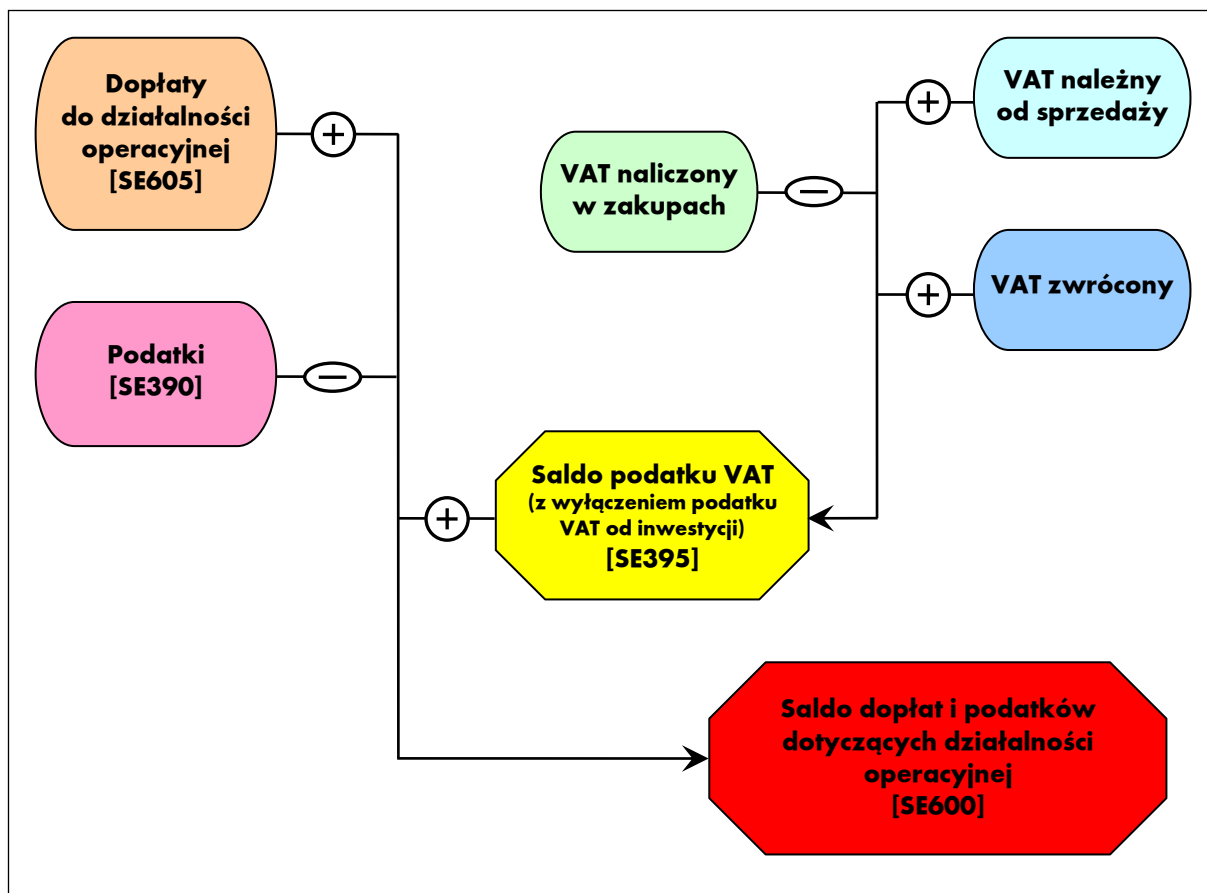 Dopłaty
do działalności
operacyjnej
[SE605]
+
VAT należny
od sprzedaży
+
VAT naliczony
w zakupach
−
VAT zwrócony
+
Podatki
[SE390]
−
Saldo podatku VAT
(z wyłączeniem podatku
VAT od inwestycji)
[SE395]
+
Saldo dopłat i podatków
dotyczących działalności
operacyjnej
[SE600]